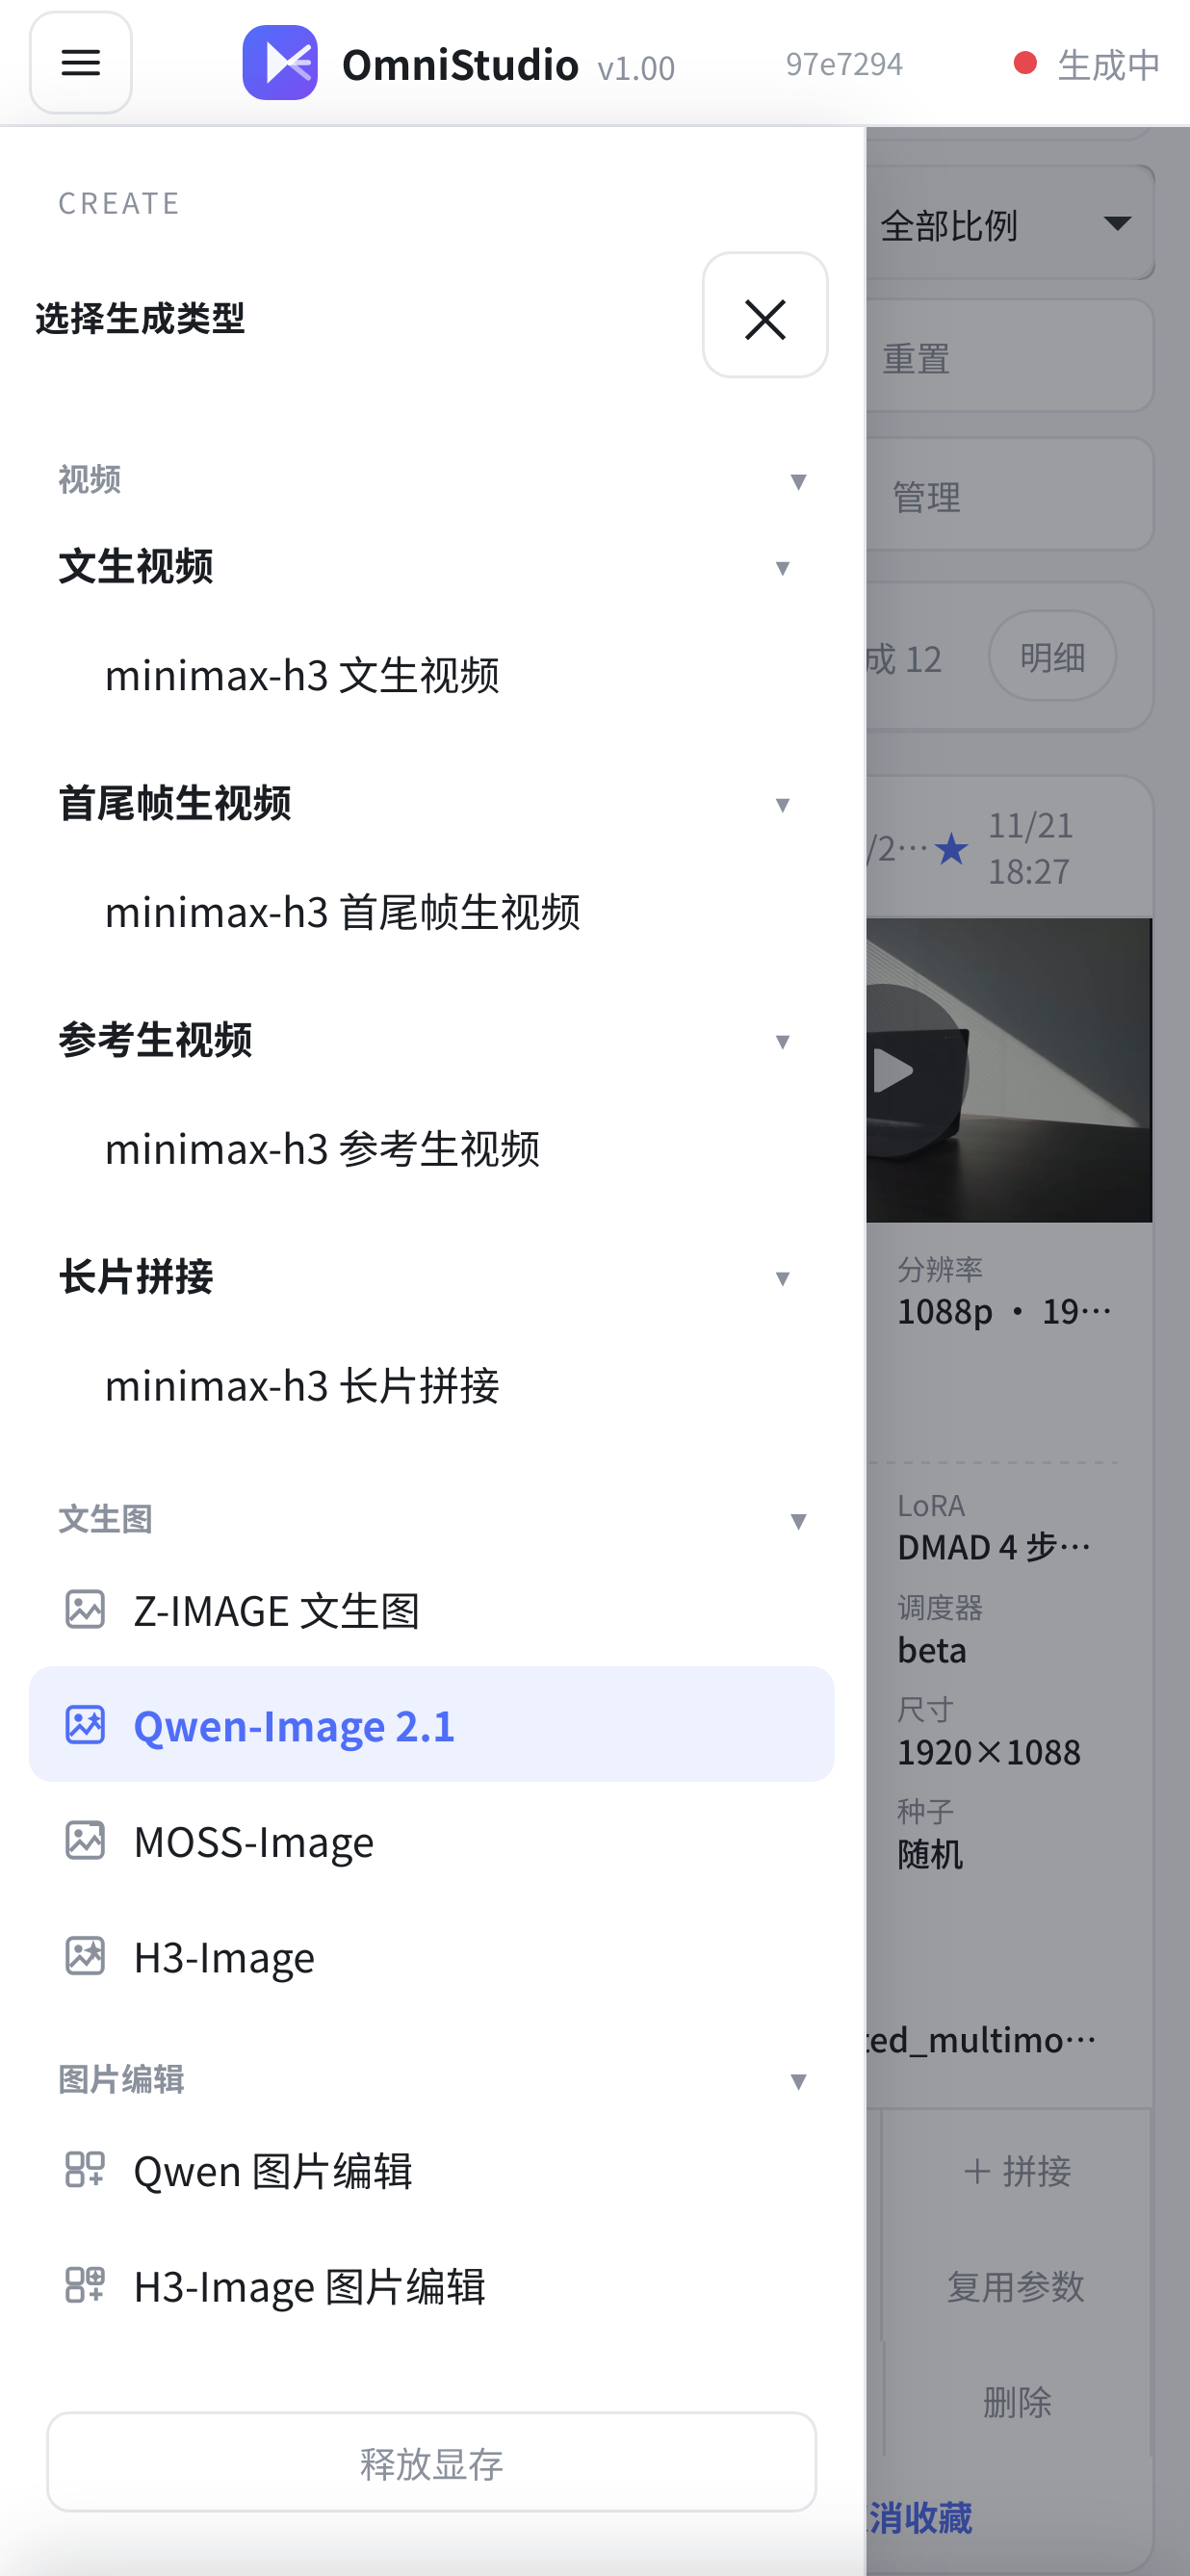 OmniStudio v1.00 97e7294 生成中
CREATE
选择生成类型
视频
文生视频
minimax-h3 文生视频
首尾帧生视频
minimax-h3 首尾帧生视频
参考生视频
minimax-h3 参考生视频
长片拼接
minimax-h3 长片拼接
文生图
Z-IMAGE 文生图
Qwen-Image 2.1
MOSS-Image
H3-Image
图片编辑
Qwen 图片编辑
H3-Image 图片编辑
释放显存
全部比例
重置
管理
成 12 明细
/2… 11/21
18:27
分辨率
1088p · 19…
LoRA
DMAD 4 步…
调度器
beta
尺寸
1920×1088
种子
随机
ted_multimo…
+ 拼接
复用参数
删除
消收藏